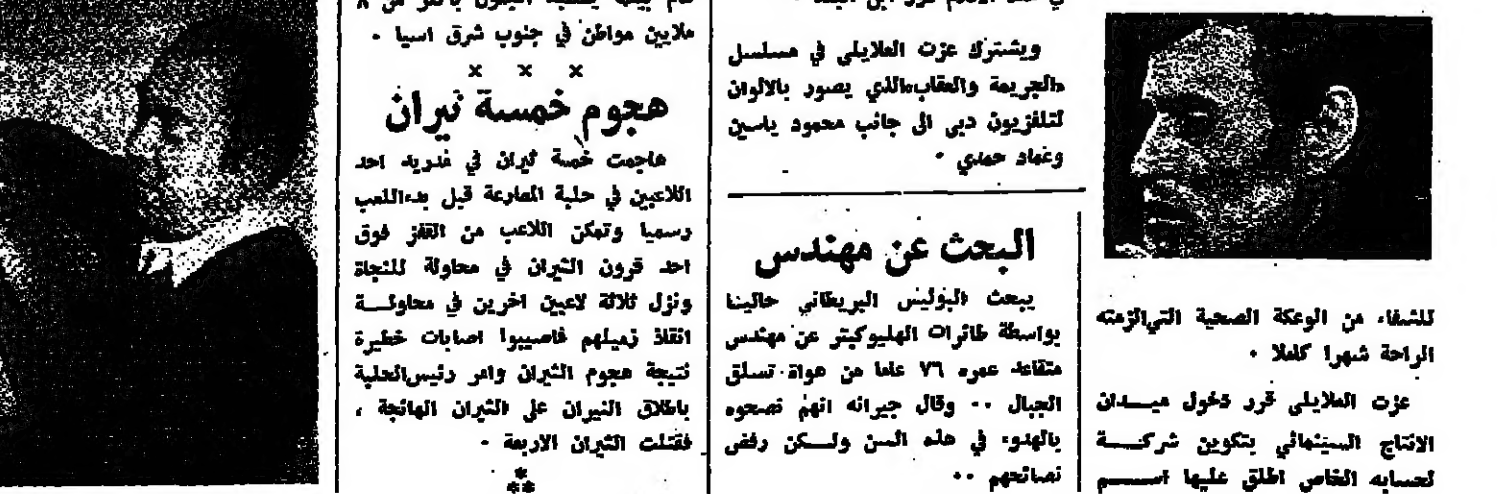 للشفاء من الوعكة الصحية التي الزمته
الراحة شهرا كاملا .
عزت العلايلى قرر دخول ميدان
الانتاج السينمائي بتكوين شركة
لحسابه الخاص اطلق عليها اسم
ويشترك عزت العلايلي في مسلسل
«الجريمة والعقاب» الذي يصور بالالوان
لتلفزيون دبى الى جانب محمود ياسين
وعماد حمدي .
البحث عن مهندس
يبحث البوليس البريطاني حاليا
بواسطة طائرات الهليوكبتر عن مهندس
متقاعد عمره ٧٦ عاما من هواة تسلق
الجبال .. وقال جيرانه انهم نصحوه
بالهدوء في هذه السن ولكن رفض
نصائحهم ..
ملايين مواطن في جنوب شرق اسيا .
× × ×
هجوم خمسة نيران
هاجمت خمسة ثيران في مدريد احد
اللاعبين في حلبة المصارعة قبل بدء اللعب
رسميا وتمكن اللاعب من القفز فوق
احد قرون الثيران في محاولة للنجاة
ونزل ثلاثة لاعبين اخرين في محاولة
انقاذ زميلهم فاصيبوا اصابات خطيرة
نتيجة هجوم الثيران وامر رئيس الحلبة
باطلاق النيران على الثيران الهائجة ،
فقتلت الثيران الاربعة .
*
**